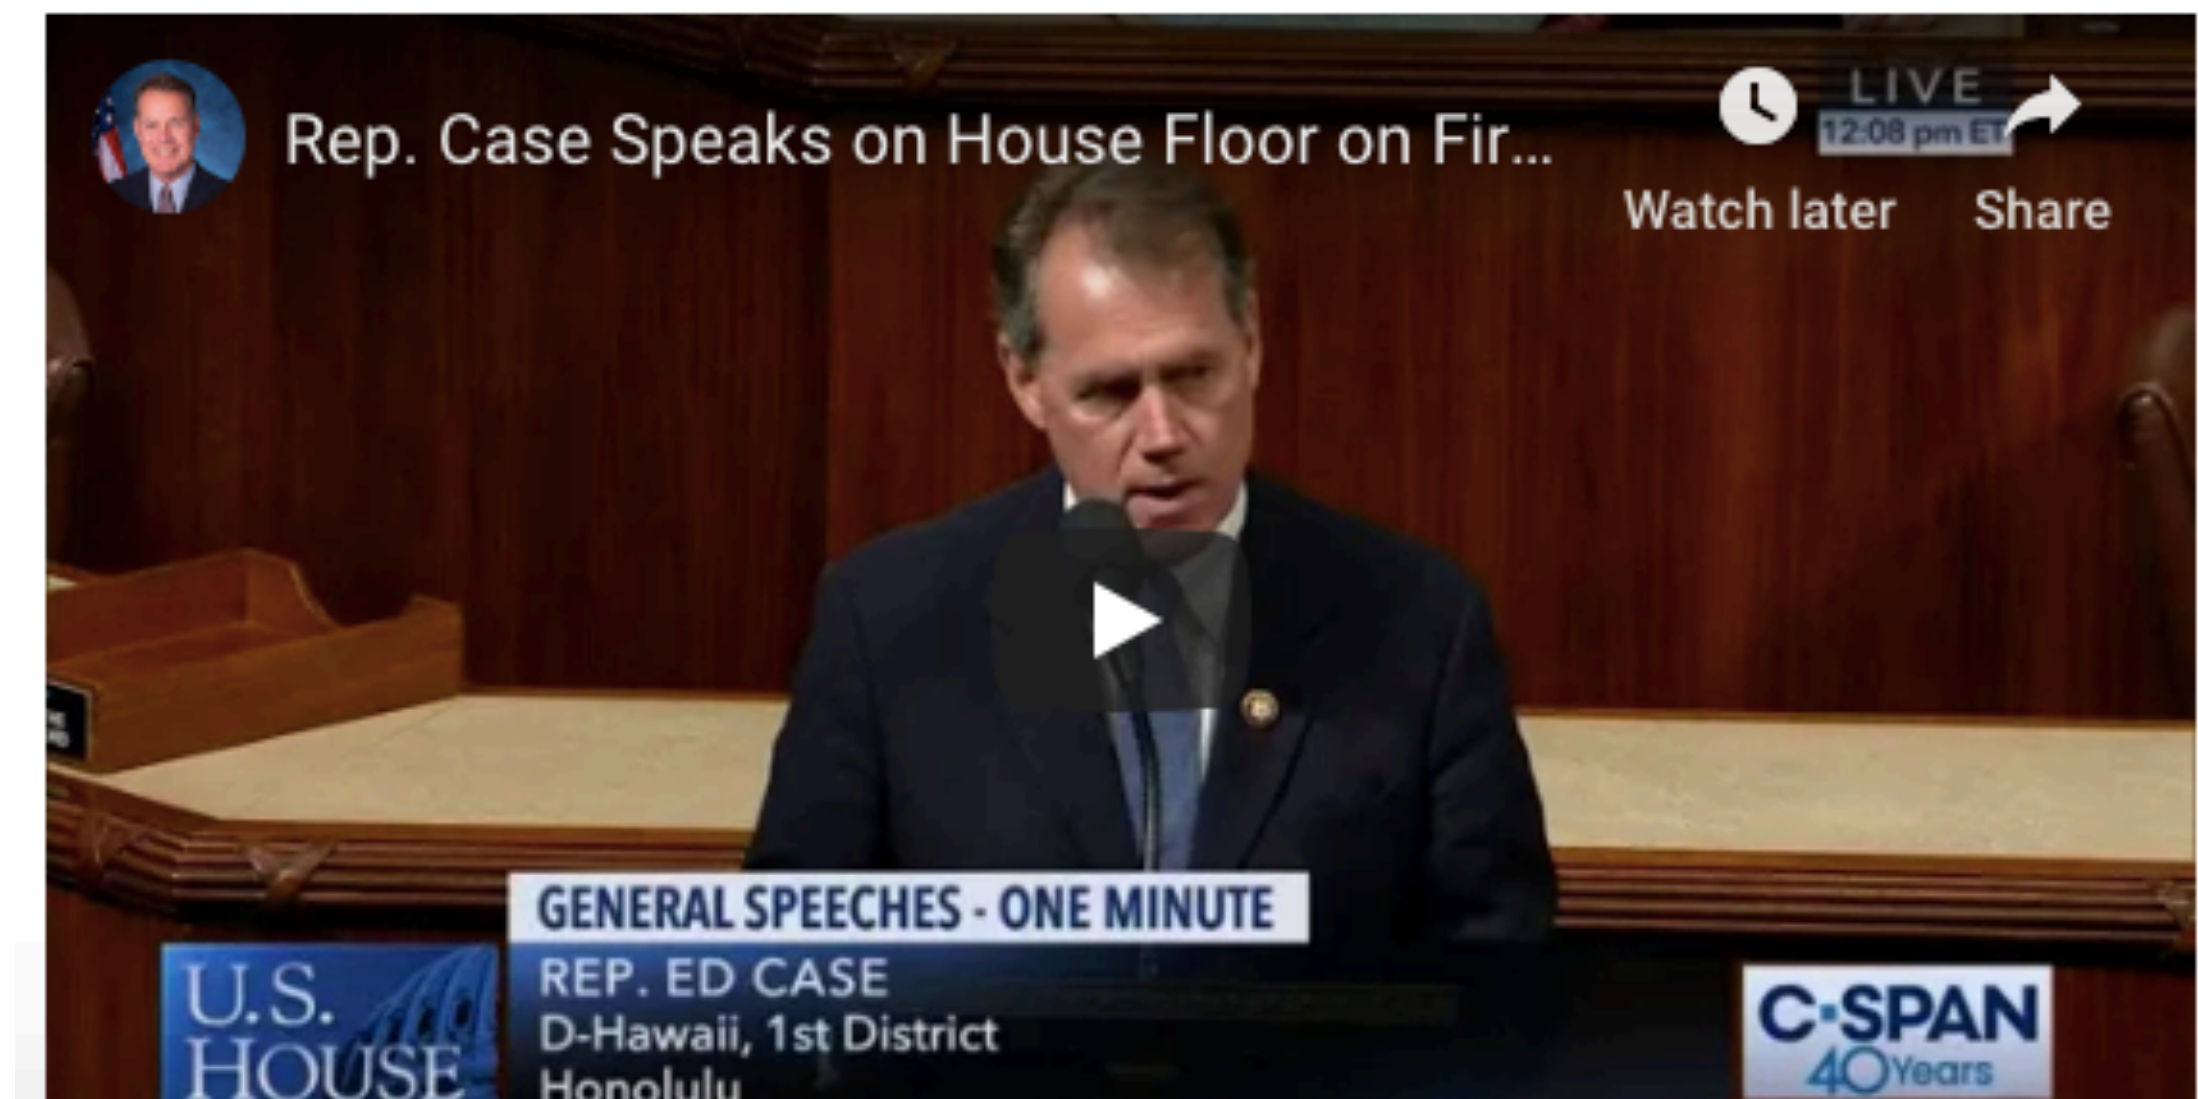 Rep. Case Speaks on House Floor on Fir...
LIVE
12:08 pm ET
Watch later
Share
GENERAL SPEECHES - ONE MINUTE
U.S.
HOUSE
REP. ED CASE
D-Hawaii, 1st District
Honolulu
C·SPAN
40 Years